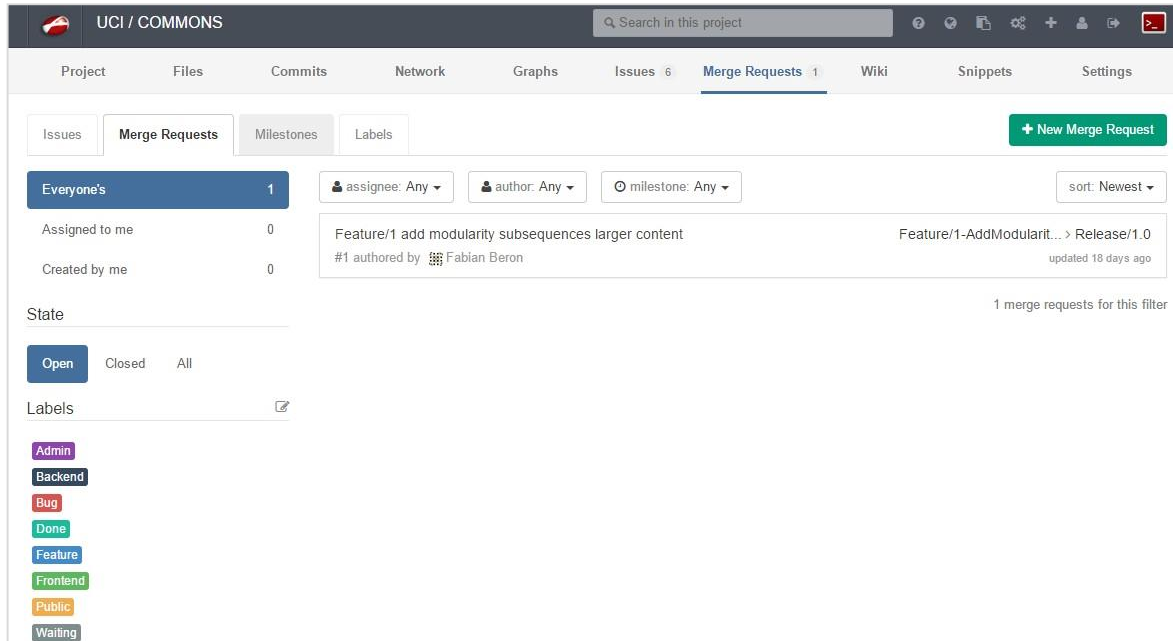 UCI / COMMONS
Search in this project
>_
Project Files Commits Network Graphs Issues 6 Merge Requests 1 Wiki Snippets Settings
Issues Merge Requests Milestones Labels
+ New Merge Request
Everyone's 1
Assigned to me 0
Created by me 0
State
Open Closed All
Labels
Admin
Backend
Bug
Done
Feature
Frontend
Public
Waiting
assignee: Any author: Any milestone: Any sort: Newest
Feature/1 add modularity subsequences larger content Feature/1-AddModularit... > Release/1.0
#1 authored by Fabian Beron updated 18 days ago
1 merge requests for this filter